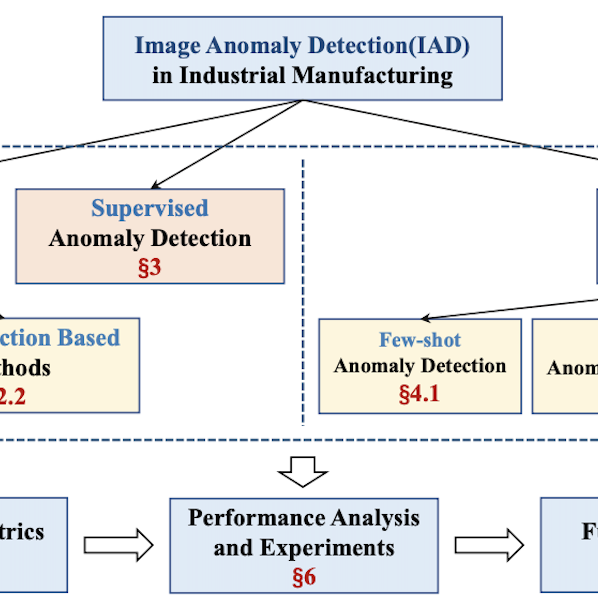 Image Anomaly Detection(IAD)
in Industrial Manufacturing
Supervised
Anomaly Detection
§3
ction Based
thods
2.2
Few-shot
Anomaly Detection
§4.1
Anom
trics
Performance Analysis
and Experiments
§6
F